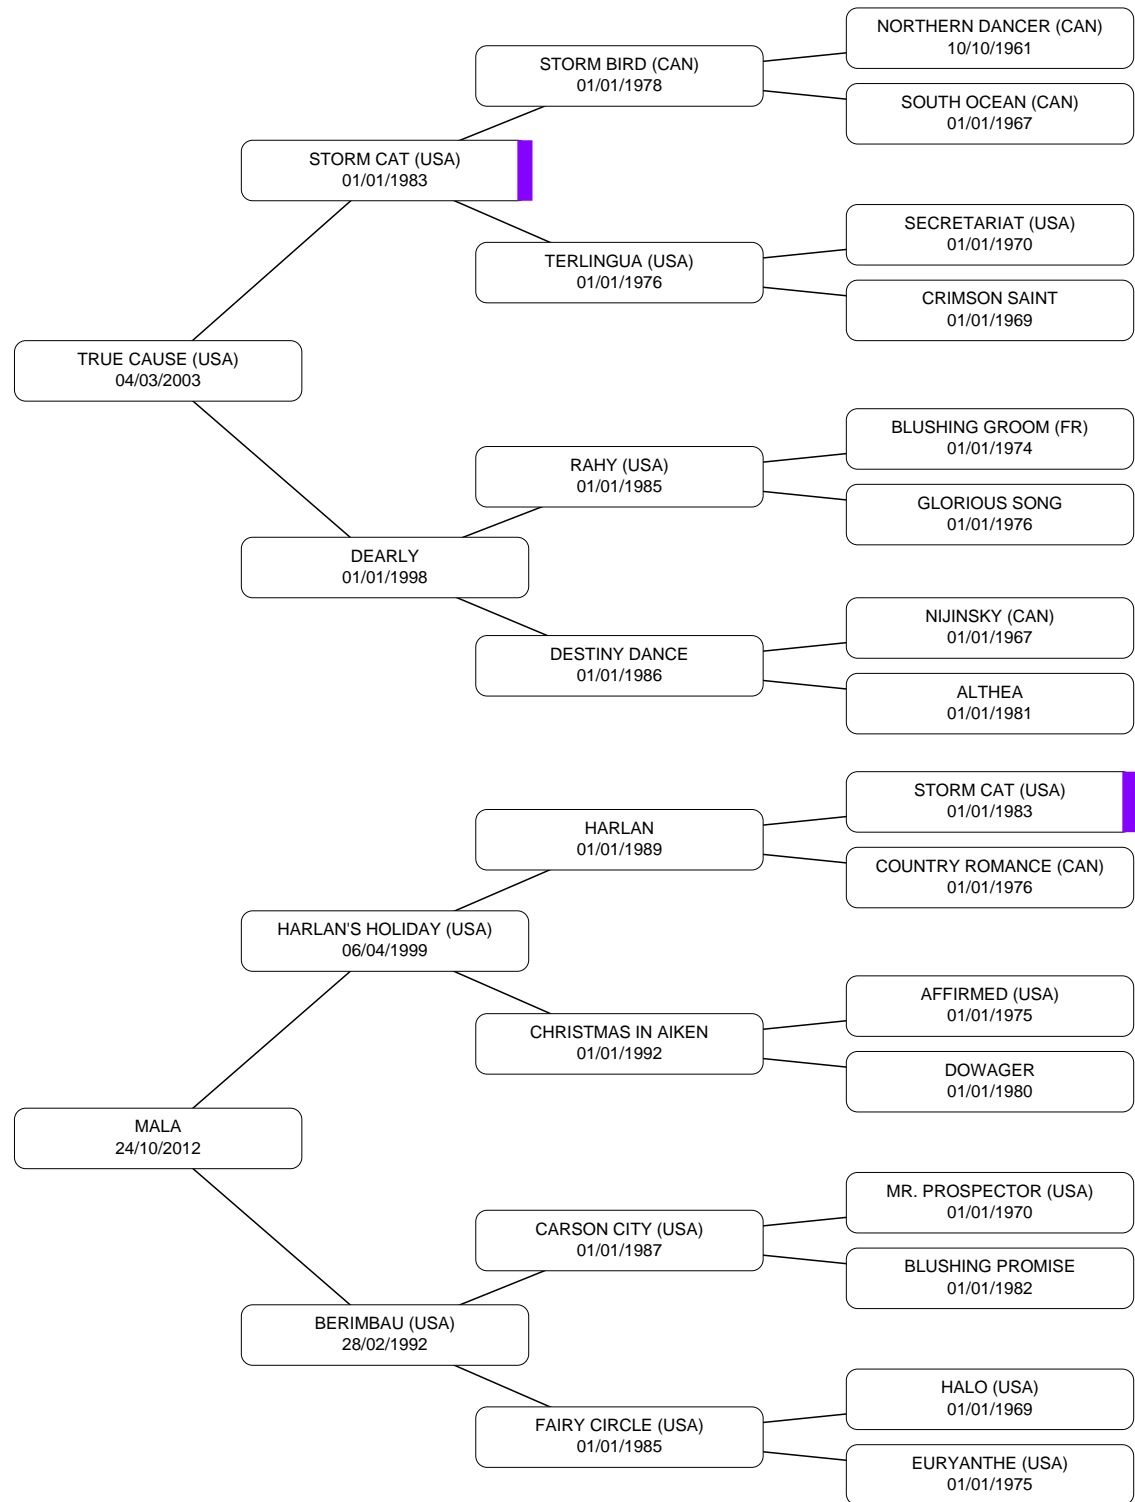 NORTHERN DANCER (CAN)
10/10/1961
STORM BIRD (CAN)
01/01/1978
SOUTH OCEAN (CAN)
01/01/1967
STORM CAT (USA)
01/01/1983
SECRETARIAT (USA)
01/01/1970
TERLINGUA (USA)
01/01/1976
CRIMSON SAINT
01/01/1969
TRUE CAUSE (USA)
04/03/2003
BLUSHING GROOM (FR)
01/01/1974
RAHY (USA)
01/01/1985
GLORIOUS SONG
01/01/1976
DEARLY
01/01/1998
NIJINSKY (CAN)
01/01/1967
DESTINY DANCE
01/01/1986
ALTHEA
01/01/1981
STORM CAT (USA)
01/01/1983
HARLAN
01/01/1989
COUNTRY ROMANCE (CAN)
01/01/1976
HARLAN'S HOLIDAY (USA)
06/04/1999
AFFIRMED (USA)
01/01/1975
CHRISTMAS IN AIKEN
01/01/1992
DOWAGER
01/01/1980
MALA
24/10/2012
MR. PROSPECTOR (USA)
01/01/1970
CARSON CITY (USA)
01/01/1987
BLUSHING PROMISE
01/01/1982
BERIMBAU (USA)
28/02/1992
HALO (USA)
01/01/1969
FAIRY CIRCLE (USA)
01/01/1985
EURYANTHE (USA)
01/01/1975